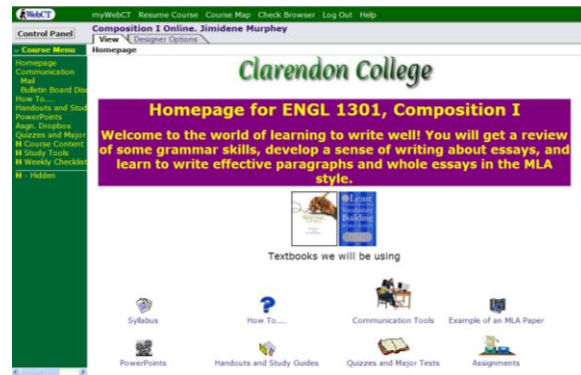 WebCT
myWebCT Resume Course Course Map Check Browser Log Out Help
Control Panel
Composition I Online. Jimidene Murphey
View Designer Options
Course Menu
Homepage
Homepage
Communication
Mail
Bulletin Board Dis
How To....
Handouts and Stud
PowerPoints
Asgn. Dropbox
Quizzes and Major
H Course Content
H Study Tools
H Weekly Checklist
H - Hidden
Clarendon College
Homepage for ENGL 1301, Composition I
Welcome to the world of learning to write well! You will get a review
of some grammar skills, develop a sense of writing about essays, and
learn to write effective paragraphs and whole essays in the MLA
style.
Least
Vocabulary
Building
Textbooks we will be using
Syllabus
How To....
Communication Tools
Example of an MLA Paper
PowerPoints
Handouts and Study Guides
Quizzes and Major Tests
Assignments